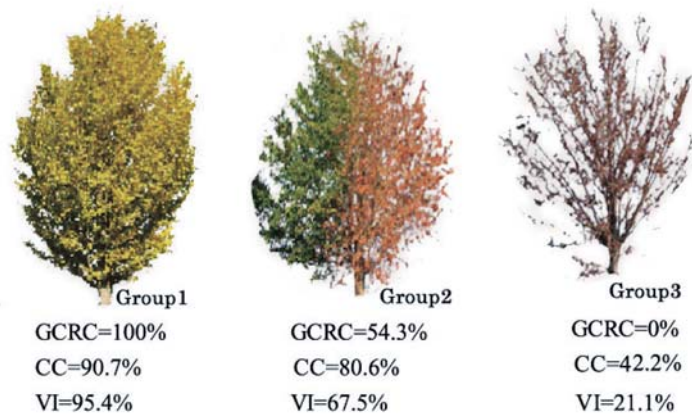 Group1
GCRC=100%
CC=90.7%
VI=95.4%
Group2
GCRC=54.3%
CC=80.6%
VI=67.5%
Group3
GCRC=0%
CC=42.2%
VI=21.1%